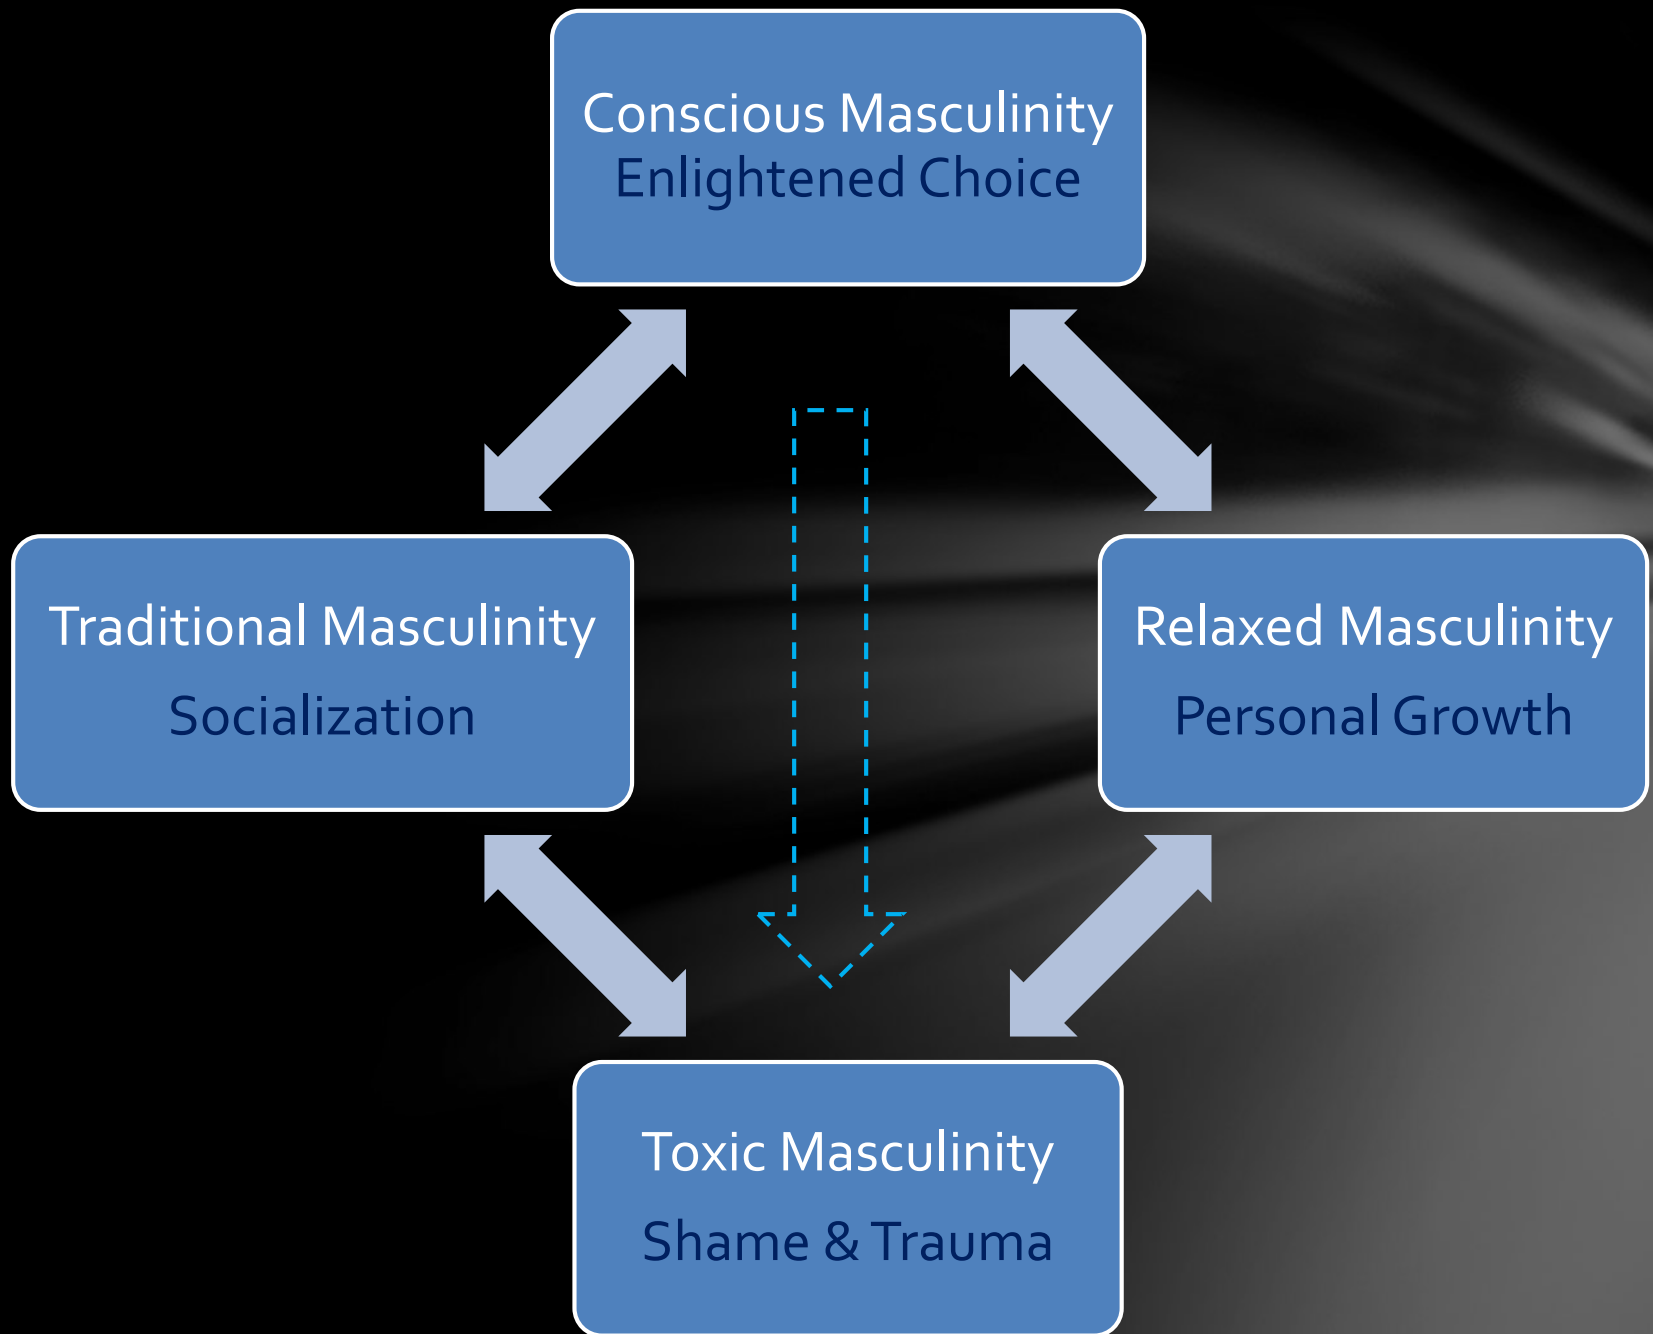 Conscious Masculinity
Enlightened Choice
Traditional Masculinity
Socialization
Relaxed Masculinity
Personal Growth
Toxic Masculinity
Shame & Trauma